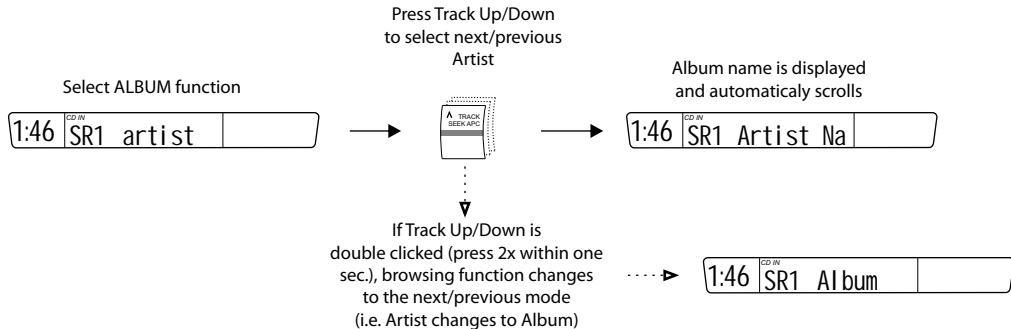 Press Track Up/Down
to select next/previous
Artist
Select ALBUM function
Album name is displayed
and automaticaly scrolls
1:46 CD IN SR1 artist
^ TRACK
SEEK APC
1:46 CD IN SR1 Artist Na
If Track Up/Down is
double clicked (press 2x within one
sec.), browsing function changes
to the next/previous mode
(i.e. Artist changes to Album)
1:46 CD IN SR1 Album